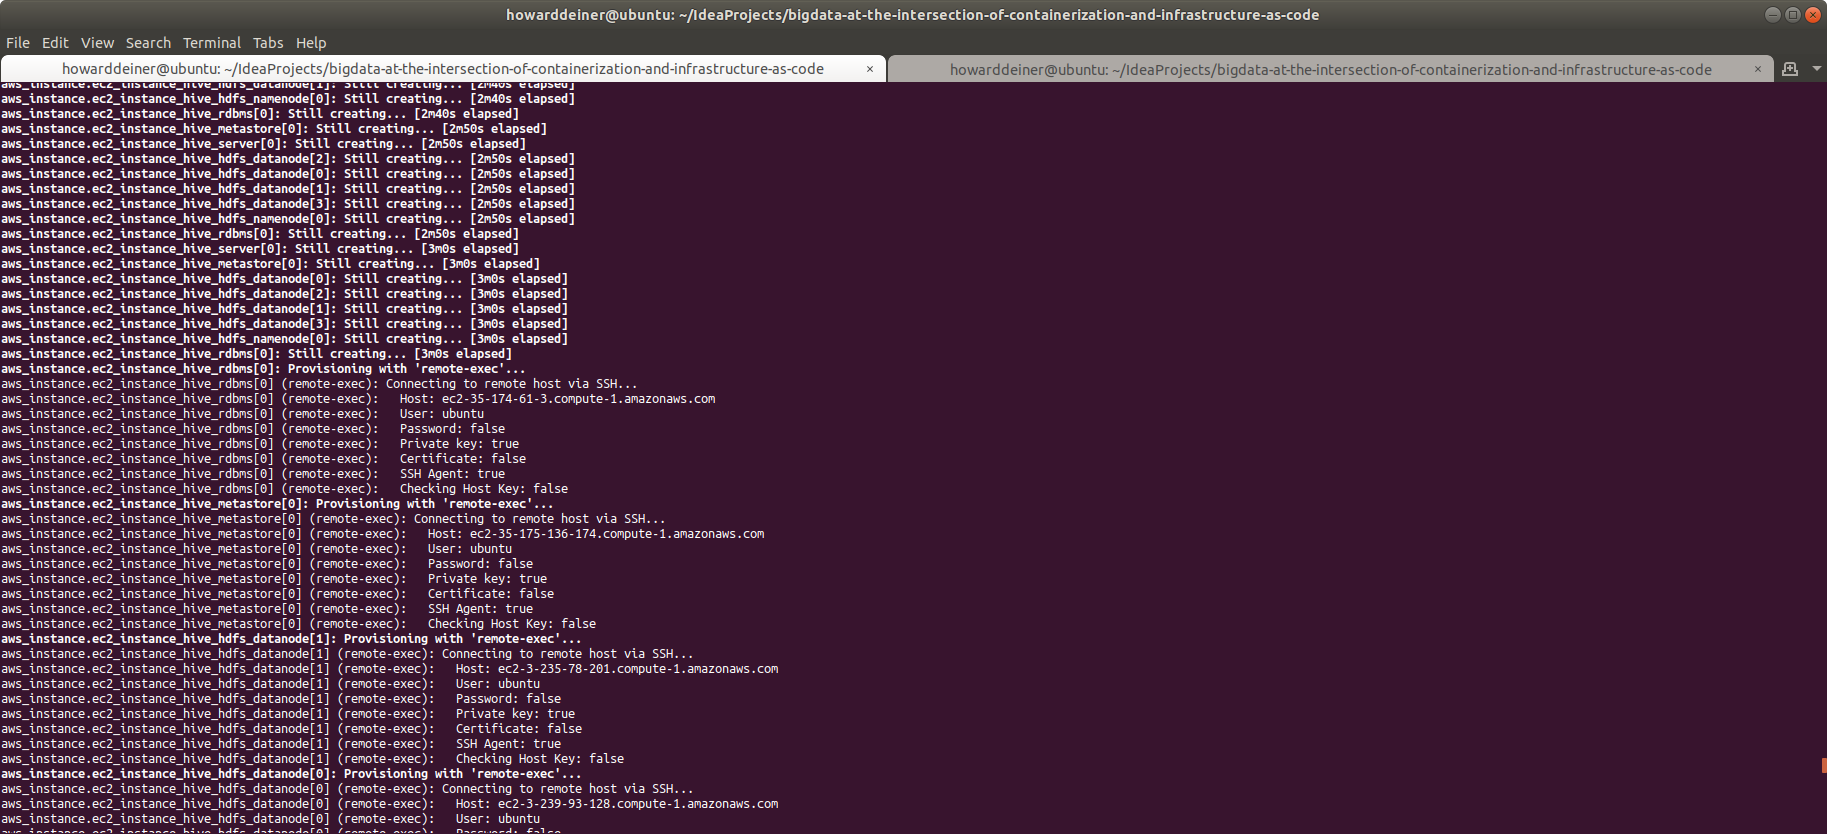 howarddeiner@ubuntu: ~/IdeaProjects/bigdata-at-the-intersection-of-containerization-and-infrastructure-as-code
File Edit View Search Terminal Tabs Help
howarddeiner@ubuntu: ~/IdeaProjects/bigdata-at-the-intersection-of-containerization-and-infrastructure-as-code × howarddeiner@ubuntu: ~/IdeaProjects/bigdata-at-the-intersection-of-containerization-and-infrastructure-as-code ×
aws_instance.ec2_instance_hive_hdfs_datanode[1]: Still creating... [2m40s elapsed]
aws_instance.ec2_instance_hive_hdfs_namenode[0]: Still creating... [2m40s elapsed]
aws_instance.ec2_instance_hive_rdbms[0]: Still creating... [2m40s elapsed]
aws_instance.ec2_instance_hive_metastore[0]: Still creating... [2m50s elapsed]
aws_instance.ec2_instance_hive_server[0]: Still creating... [2m50s elapsed]
aws_instance.ec2_instance_hive_hdfs_datanode[2]: Still creating... [2m50s elapsed]
aws_instance.ec2_instance_hive_hdfs_datanode[0]: Still creating... [2m50s elapsed]
aws_instance.ec2_instance_hive_hdfs_datanode[1]: Still creating... [2m50s elapsed]
aws_instance.ec2_instance_hive_hdfs_datanode[3]: Still creating... [2m50s elapsed]
aws_instance.ec2_instance_hive_hdfs_namenode[0]: Still creating... [2m50s elapsed]
aws_instance.ec2_instance_hive_rdbms[0]: Still creating... [2m50s elapsed]
aws_instance.ec2_instance_hive_server[0]: Still creating... [3m0s elapsed]
aws_instance.ec2_instance_hive_metastore[0]: Still creating... [3m0s elapsed]
aws_instance.ec2_instance_hive_hdfs_datanode[0]: Still creating... [3m0s elapsed]
aws_instance.ec2_instance_hive_hdfs_datanode[2]: Still creating... [3m0s elapsed]
aws_instance.ec2_instance_hive_hdfs_datanode[1]: Still creating... [3m0s elapsed]
aws_instance.ec2_instance_hive_hdfs_datanode[3]: Still creating... [3m0s elapsed]
aws_instance.ec2_instance_hive_hdfs_namenode[0]: Still creating... [3m0s elapsed]
aws_instance.ec2_instance_hive_rdbms[0]: Still creating... [3m0s elapsed]
aws_instance.ec2_instance_hive_rdbms[0]: Provisioning with 'remote-exec'...
aws_instance.ec2_instance_hive_rdbms[0] (remote-exec): Connecting to remote host via SSH...
aws_instance.ec2_instance_hive_rdbms[0] (remote-exec):   Host: ec2-35-174-61-3.compute-1.amazonaws.com
aws_instance.ec2_instance_hive_rdbms[0] (remote-exec):   User: ubuntu
aws_instance.ec2_instance_hive_rdbms[0] (remote-exec):   Password: false
aws_instance.ec2_instance_hive_rdbms[0] (remote-exec):   Private key: true
aws_instance.ec2_instance_hive_rdbms[0] (remote-exec):   Certificate: false
aws_instance.ec2_instance_hive_rdbms[0] (remote-exec):   SSH Agent: true
aws_instance.ec2_instance_hive_rdbms[0] (remote-exec):   Checking Host Key: false
aws_instance.ec2_instance_hive_metastore[0]: Provisioning with 'remote-exec'...
aws_instance.ec2_instance_hive_metastore[0] (remote-exec): Connecting to remote host via SSH...
aws_instance.ec2_instance_hive_metastore[0] (remote-exec):   Host: ec2-35-175-136-174.compute-1.amazonaws.com
aws_instance.ec2_instance_hive_metastore[0] (remote-exec):   User: ubuntu
aws_instance.ec2_instance_hive_metastore[0] (remote-exec):   Password: false
aws_instance.ec2_instance_hive_metastore[0] (remote-exec):   Private key: true
aws_instance.ec2_instance_hive_metastore[0] (remote-exec):   Certificate: false
aws_instance.ec2_instance_hive_metastore[0] (remote-exec):   SSH Agent: true
aws_instance.ec2_instance_hive_metastore[0] (remote-exec):   Checking Host Key: false
aws_instance.ec2_instance_hive_hdfs_datanode[1]: Provisioning with 'remote-exec'...
aws_instance.ec2_instance_hive_hdfs_datanode[1] (remote-exec): Connecting to remote host via SSH...
aws_instance.ec2_instance_hive_hdfs_datanode[1] (remote-exec):   Host: ec2-3-235-78-201.compute-1.amazonaws.com
aws_instance.ec2_instance_hive_hdfs_datanode[1] (remote-exec):   User: ubuntu
aws_instance.ec2_instance_hive_hdfs_datanode[1] (remote-exec):   Password: false
aws_instance.ec2_instance_hive_hdfs_datanode[1] (remote-exec):   Private key: true
aws_instance.ec2_instance_hive_hdfs_datanode[1] (remote-exec):   Certificate: false
aws_instance.ec2_instance_hive_hdfs_datanode[1] (remote-exec):   SSH Agent: true
aws_instance.ec2_instance_hive_hdfs_datanode[1] (remote-exec):   Checking Host Key: false
aws_instance.ec2_instance_hive_hdfs_datanode[0]: Provisioning with 'remote-exec'...
aws_instance.ec2_instance_hive_hdfs_datanode[0] (remote-exec): Connecting to remote host via SSH...
aws_instance.ec2_instance_hive_hdfs_datanode[0] (remote-exec):   Host: ec2-3-239-93-128.compute-1.amazonaws.com
aws_instance.ec2_instance_hive_hdfs_datanode[0] (remote-exec):   User: ubuntu
aws_instance.ec2_instance_hive_hdfs_datanode[0] (remote-exec):   Password: false